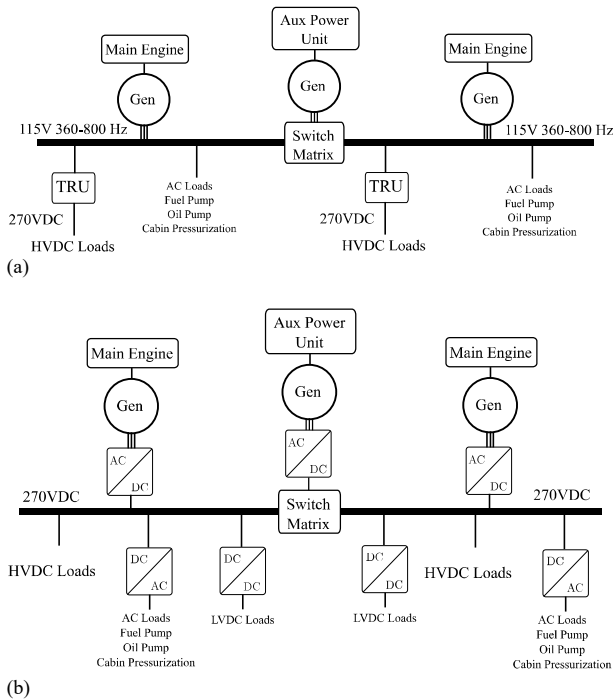 Aux Power
Unit
Main Engine
Main Engine
Gen
Gen
Gen
115V 360-800 Hz
Switch
Matrix
115V 360-800 Hz
TRU
AC Loads
Fuel Pump
Oil Pump
Cabin Pressurization
TRU
AC Loads
Fuel Pump
Oil Pump
Cabin Pressurization
270VDC
HVDC Loads
270VDC
HVDC Loads
(a)
Aux Power
Unit
Main Engine
Main Engine
Gen
Gen
Gen
AC
DC
AC
DC
AC
DC
270VDC
Switch
Matrix
270VDC
HVDC Loads
DC
AC
DC
DC
DC
DC
HVDC Loads
DC
AC
AC Loads
Fuel Pump
Oil Pump
Cabin Pressurization
LVDC Loads
LVDC Loads
AC Loads
Fuel Pump
Oil Pump
Cabin Pressurization
(b)